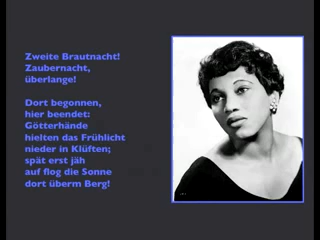 Zweite Brautnacht!
Zaubernacht,
überlange!
Dort begonnen,
hier beendet:
Götterhände
hielten das Frühlicht
nieder in Klüften;
spät erst jäh
auf flog die Sonne
dort überm Berg!